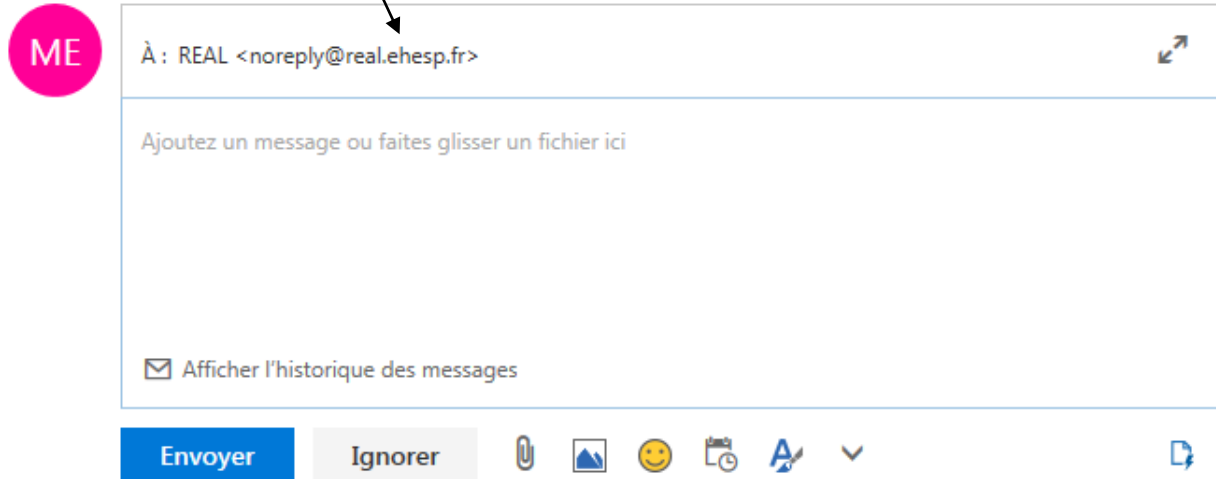 ME
À : REAL <noreply@real.ehesp.fr>
Ajoutez un message ou faites glisser un fichier ici
Afficher l'historique des messages
Envoyer Ignorer